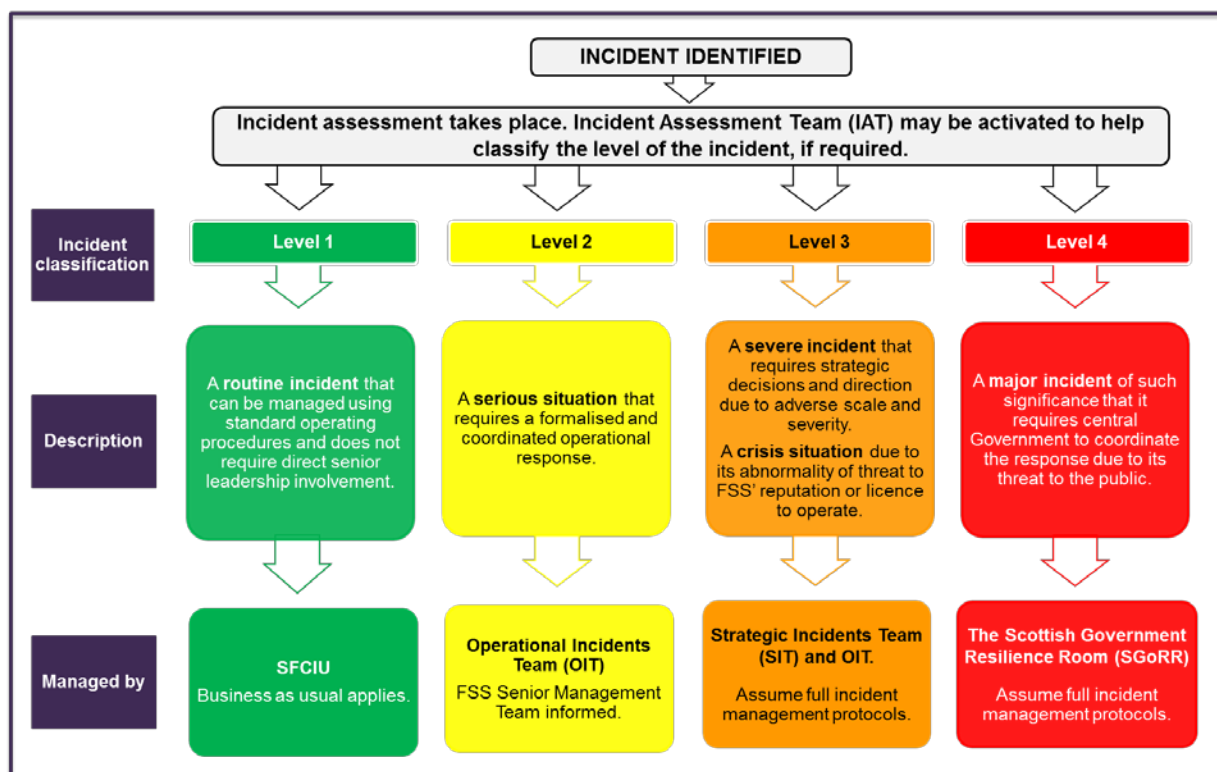 INCIDENT IDENTIFIED
Incident assessment takes place. Incident Assessment Team (IAT) may be activated to help
classify the level of the incident, if required.
Incident
classification
Level 1
Level 2
Level 3
Level 4
Description
A routine incident that
can be managed using
standard operating
procedures and does not
require direct senior
leadership involvement.
A serious situation that
requires a formalised and
coordinated operational
response.
A severe incident that
requires strategic
decisions and direction
due to adverse scale and
severity.
A crisis situation due to
its abnormality of threat to
FSS' reputation or licence
to operate.
A major incident of such
significance that it
requires central
Government to coordinate
the response due to its
threat to the public.
Managed by
SFCIU
Business as usual applies.
Operational Incidents
Team (OIT)
FSS Senior Management
Team informed.
Strategic Incidents Team
(SIT) and OIT.
Assume full incident
management protocols.
The Scottish Government
Resilience Room (SGoRR)
Assume full incident
management protocols.